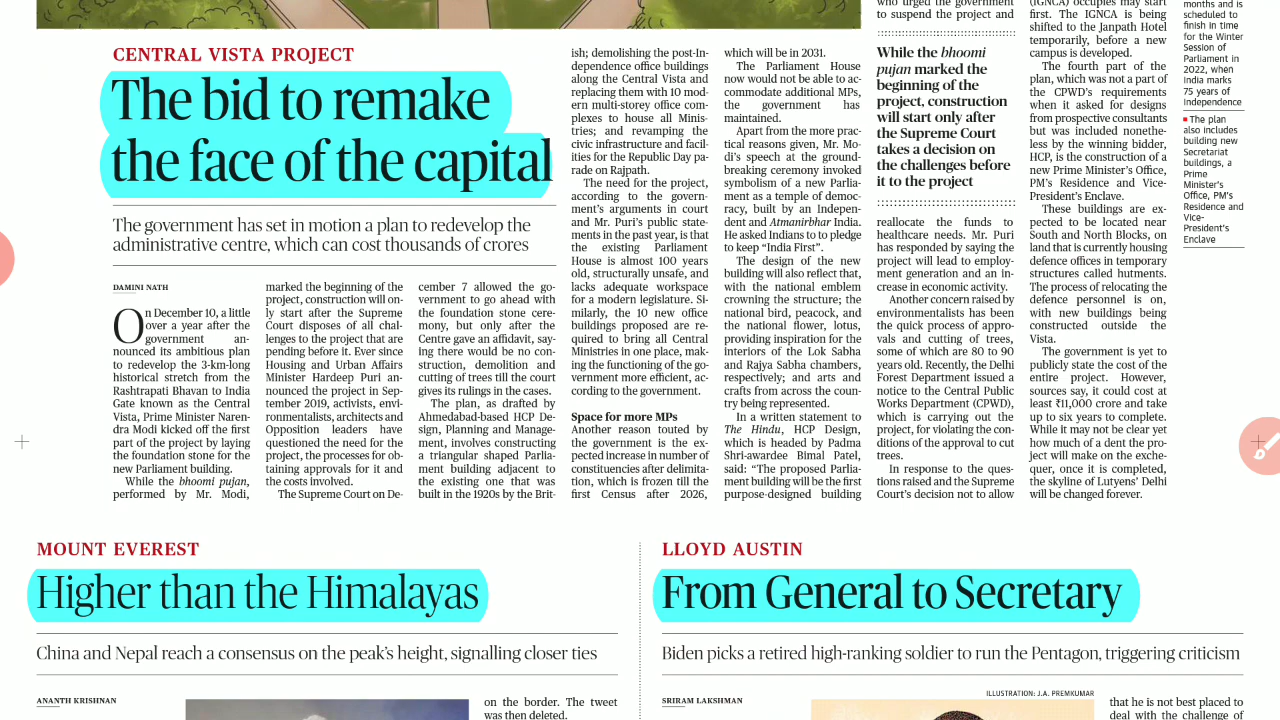 CENTRAL VISTA PROJECT
The bid to remake
the face of the capital
The government has set in motion a plan to redevelop the
administrative centre, which can cost thousands of crores
DAMINI NATH
On December 10, a little
over a year after the
government an-
nounced its ambitious plan
to redevelop the 3-km-long
historical stretch from the
Rashtrapati Bhavan to India
Gate known as the Central
Vista, Prime Minister Naren-
dra Modi kicked off the first
part of the project by laying
the foundation stone for the
new Parliament building.
While the bhoomi pujan,
performed by Mr. Modi,
marked the beginning of the
project, construction will on-
ly start after the Supreme
Court disposes of all chal-
lenges to the project that are
pending before it. Ever since
Housing and Urban Affairs
Minister Hardeep Puri an-
nounced the project in Sep-
tember 2019, activists, envi-
ronmentalists, architects and
Opposition leaders have
questioned the need for the
project, the processes for ob-
taining approvals for it and
the costs involved.
The Supreme Court on De-
cember 7 allowed the go-
vernment to go ahead with
the foundation stone cere-
mony, but only after the
Centre gave an affidavit, say-
ing there would be no con-
struction, demolition and
cutting of trees till the court
gives its rulings in the cases.
The plan, as drafted by
Ahmedabad-based HCP De-
sign, Planning and Manage-
ment, involves constructing
a triangular shaped Parlia-
ment building adjacent to
the existing one that was
built in the 1920s by the Brit-
ish; demolishing the post-In-
dependence office buildings
along the Central Vista and
replacing them with 10 mod-
ern multi-storey office com-
plexes to house all Minis-
tries; and revamping the
civic infrastructure and facil-
ities for the Republic Day pa-
rade on Rajpath.
The need for the project,
according to the govern-
ment's arguments in court
and Mr. Puri's public state-
ments in the past year, is that
the existing Parliament
House is almost 100 years
old, structurally unsafe, and
lacks adequate workspace
for a modern legislature. Si-
milarly, the 10 new office
buildings proposed are re-
quired to bring all Central
Ministries in one place, mak-
ing the functioning of the go-
vernment more efficient, ac-
cording to the government.
Space for more MPs
Another reason touted by
the government is the ex-
pected increase in number of
constituencies after delimita-
tion, which is frozen till the
first Census after 2026,
which will be in 2031.
The Parliament House
now would not be able to ac-
commodate additional MPs,
the government has
maintained.
Apart from the more prac-
tical reasons given, Mr. Mo-
di's speech at the ground-
breaking ceremony invoked
symbolism of a new Parlia-
ment as a temple of democ-
racy, built by an Indepen-
dent and Atmanirbhar India.
He asked Indians to to pledge
to keep “India First”.
The design of the new
building will also reflect that,
with the national emblem
crowning the structure; the
national bird, peacock, and
the national flower, lotus,
providing inspiration for the
interiors of the Lok Sabha
and Rajya Sabha chambers,
respectively; and arts and
crafts from across the coun-
try being represented.
In a written statement to
The Hindu, HCP Design,
which is headed by Padma
Shri-awardee Bimal Patel,
said: “The proposed Parlia-
ment building will be the first
purpose-designed building
who urged the government
to suspend the project and
While the bhoomi
pujan marked the
beginning of the
project, construction
will start only after
the Supreme Court
takes a decision on
the challenges before
it to the project
reallocate the funds to
healthcare needs. Mr. Puri
has responded by saying the
project will lead to employ-
ment generation and an in-
crease in economic activity.
Another concern raised by
environmentalists has been
the quick process of appro-
vals and cutting of trees,
some of which are 80 to 90
years old. Recently, the Delhi
Forest Department issued a
notice to the Central Public
Works Department (CPWD),
which is carrying out the
project, for violating the con-
ditions of the approval to cut
trees.
In response to the ques-
tions raised and the Supreme
Court's decision not to allow
(IGNCA) occupies may start
first. The IGNCA is being
shifted to the Janpath Hotel
temporarily, before a new
campus is developed.
The fourth part of the
plan, which was not a part of
the CPWD's requirements
when it asked for designs
from prospective consultants
but was included nonethe-
less by the winning bidder,
HCP, is the construction of a
new Prime Minister's Office,
PM's Residence and Vice-
President's Enclave.
These buildings are ex-
pected to be located near
South and North Blocks, on
land that is currently housing
defence offices in temporary
structures called hutments.
The process of relocating the
defence personnel is on,
with new buildings being
constructed outside the
Vista.
The government is yet to
publicly state the cost of the
entire project. However,
sources say, it could cost at
least ₹11,000 crore and take
up to six years to complete.
While it may not be clear yet
how much of a dent the pro-
ject will make on the exche-
quer, once it is completed,
the skyline of Lutyens' Delhi
will be changed forever.
months and is
scheduled to
finish in time
for the Winter
Session of
Parliament in
2022, when
India marks
75 years of
Independence
The plan
also includes
building new
Secretariat
buildings, a
Prime
Minister's
Office, PM's
Residence and
Vice-
President's
Enclave
MOUNT EVEREST
Higher than the Himalayas
China and Nepal reach a consensus on the peak's height, signalling closer ties
ANANTH KRISHNAN
on the border. The tweet
was then deleted.
LLOYD AUSTIN
From General to Secretary
Biden picks a retired high-ranking soldier to run the Pentagon, triggering criticism
SRIRAM LAKSHMAN
ILLUSTRATION: J.A. PREMKUMAR
that he is not best placed to
deal with the challenge of